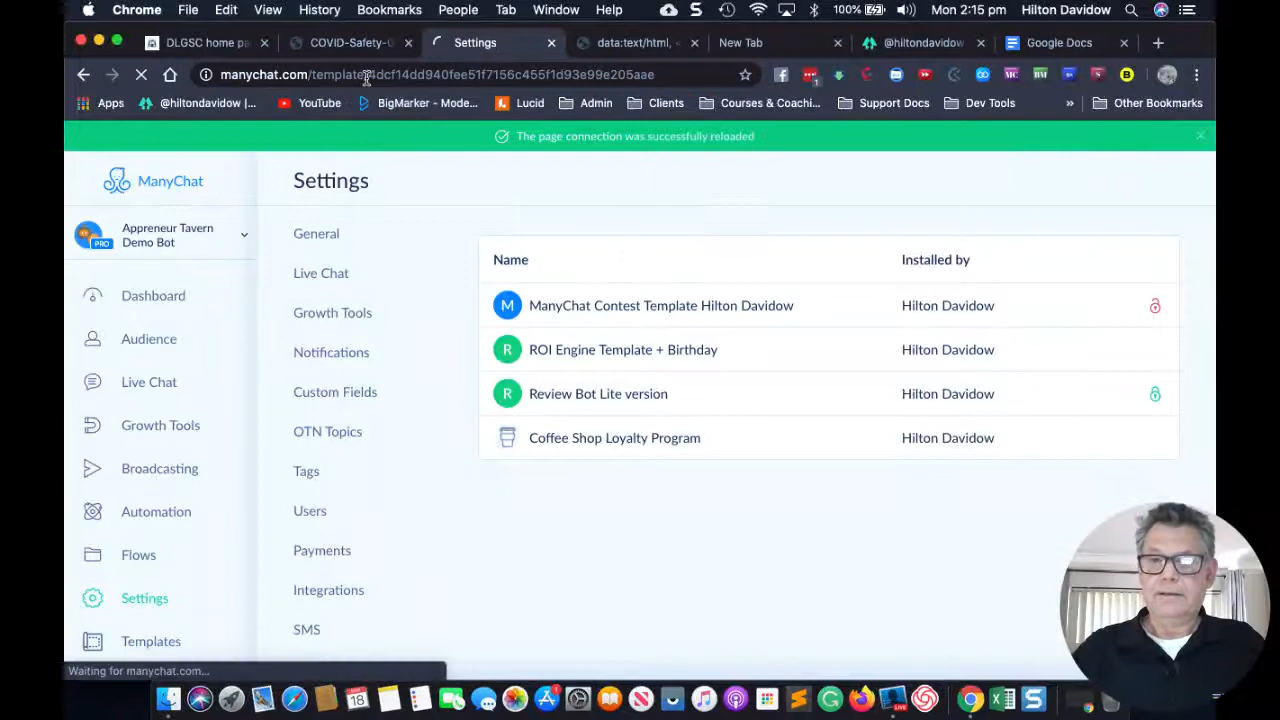 Chrome File Edit View History Bookmarks People Tab Window Help 100% Mon 2:15 pm Hilton Davidow
DLGSC home pa COVID-Safety-C Settings data:text/html, < New Tab @hiltondavidow Google Docs
manychat.com/template_4dcf14dd940fee51f7156c455f1d93e99e205aae
Apps @hiltondavidow |... YouTube BigMarker - Mode... Lucid Admin Clients Courses & Coachi... Support Docs Dev Tools » Other Bookmarks
The page connection was successfully reloaded
ManyChat
Settings
Appreneur Tavern
Demo Bot
PRO
Dashboard
Audience
Live Chat
Growth Tools
Broadcasting
Automation
Flows
Settings
Templates
General
Live Chat
Growth Tools
Notifications
Custom Fields
OTN Topics
Tags
Users
Payments
Integrations
SMS
Name Installed by
M ManyChat Contest Template Hilton Davidow Hilton Davidow
R ROI Engine Template + Birthday Hilton Davidow
R Review Bot Lite version Hilton Davidow
Coffee Shop Loyalty Program Hilton Davidow
Waiting for manychat.com...